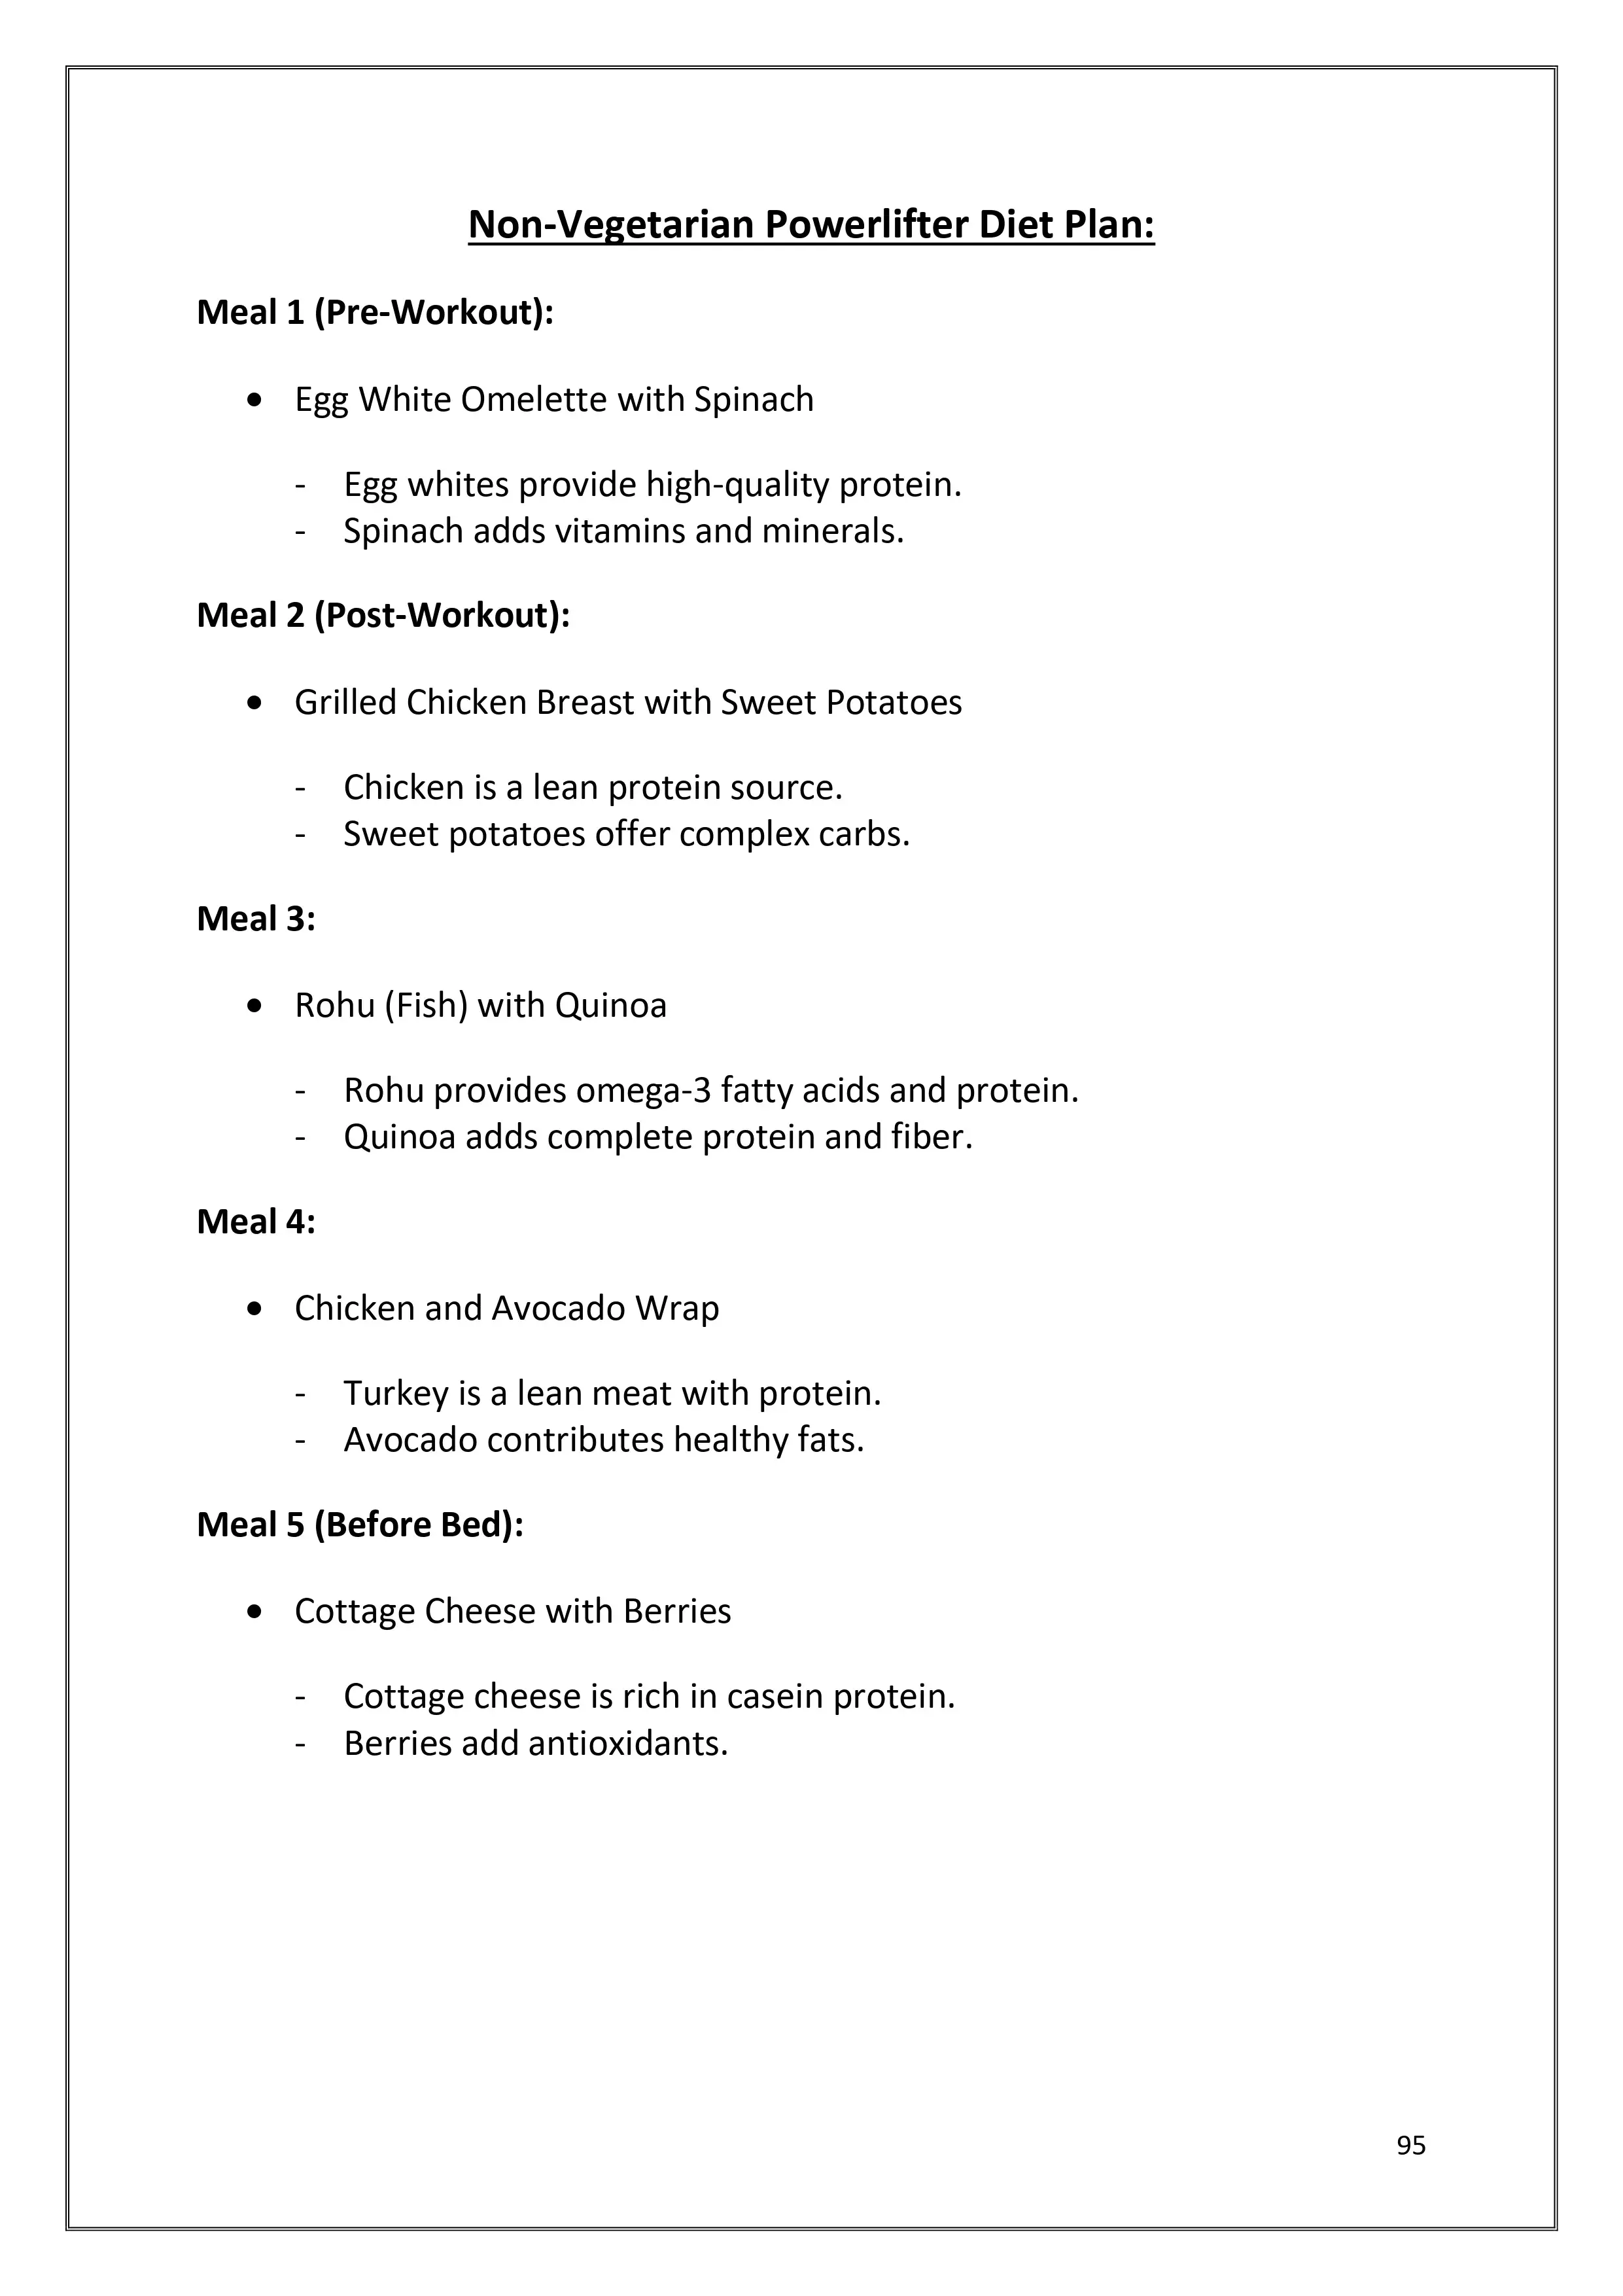 Non-Vegetarian Powerlifter Diet Plan:
Meal 1 (Pre-Workout):
• Egg White Omelette with Spinach
- Egg whites provide high-quality protein.
- Spinach adds vitamins and minerals.
Meal 2 (Post-Workout):
• Grilled Chicken Breast with Sweet Potatoes
- Chicken is a lean protein source.
- Sweet potatoes offer complex carbs.
Meal 3:
• Rohu (Fish) with Quinoa
- Rohu provides omega-3 fatty acids and protein.
- Quinoa adds complete protein and fiber.
Meal 4:
• Chicken and Avocado Wrap
- Turkey is a lean meat with protein.
- Avocado contributes healthy fats.
Meal 5 (Before Bed):
• Cottage Cheese with Berries
- Cottage cheese is rich in casein protein.
- Berries add antioxidants.
95